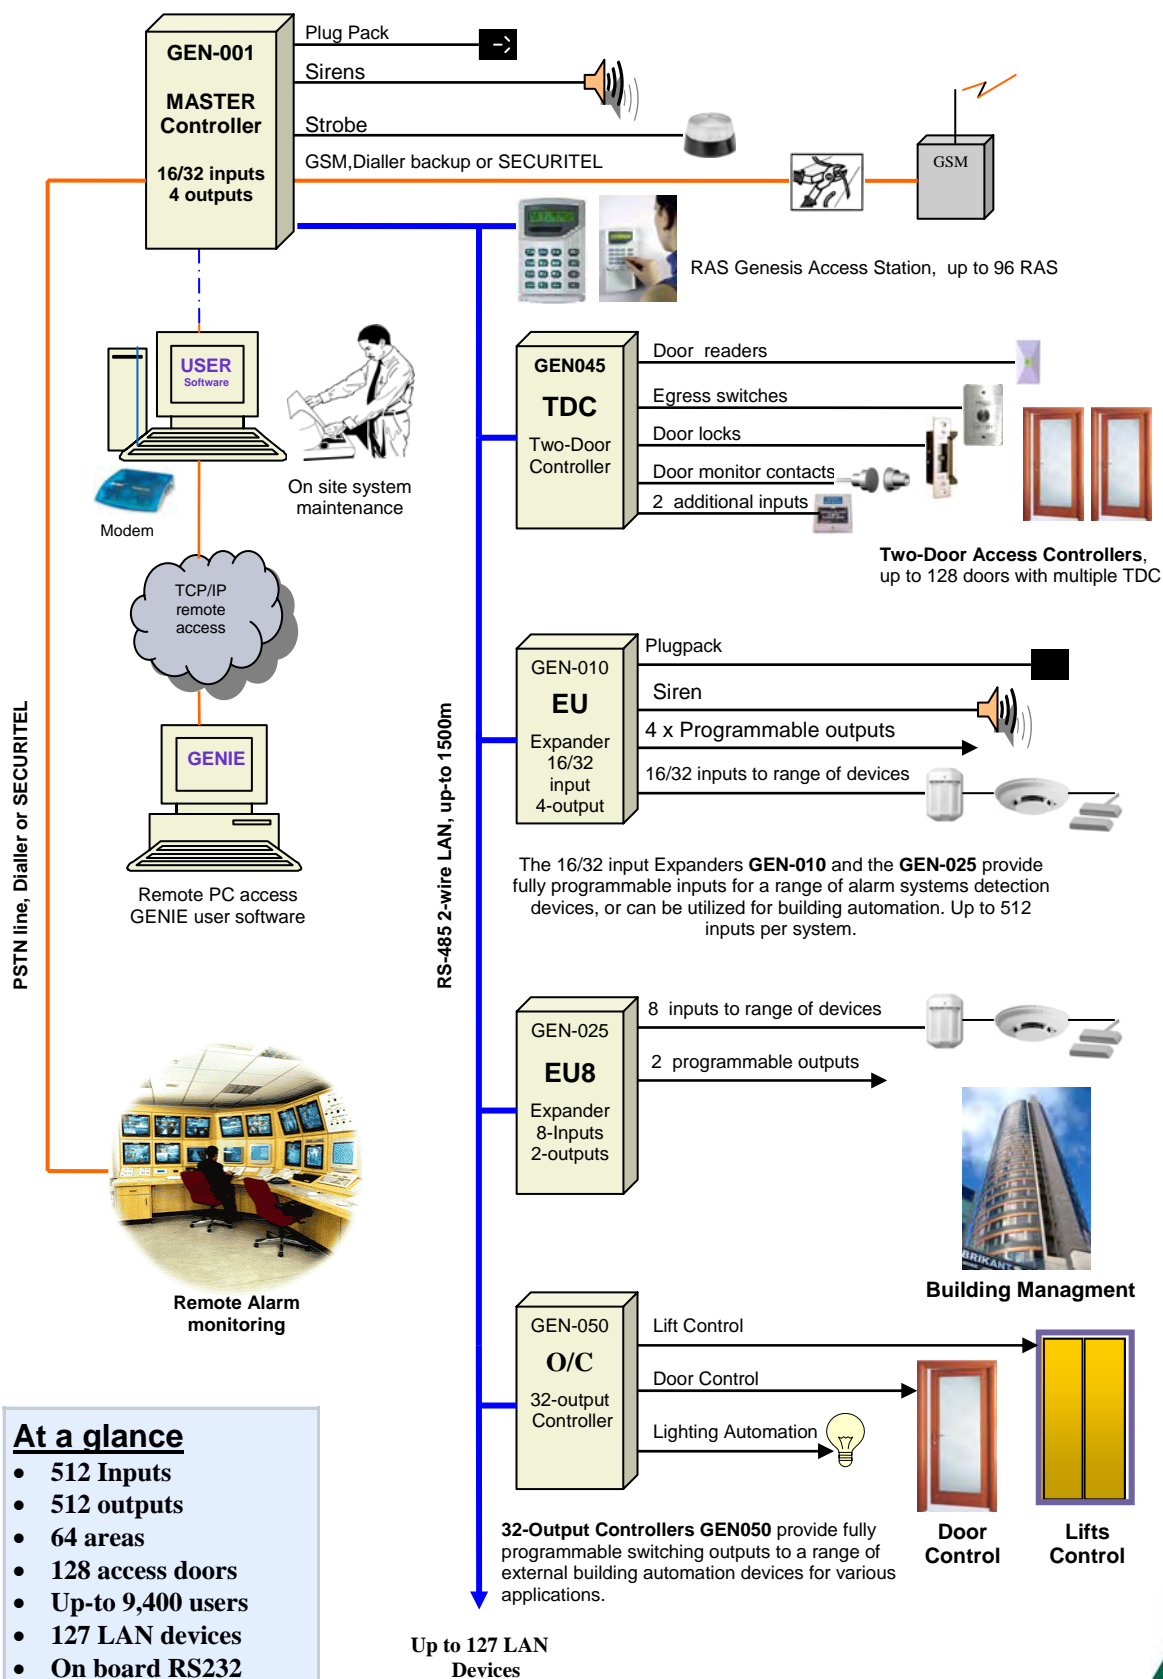 GEN-001
MASTER
Controller
16/32 inputs
4 outputs
Plug Pack
Sirens
Strobe
GSM,Dialler backup or SECURITEL
GSM
RAS Genesis Access Station,  up to 96 RAS
USER
Software
Modem
On site system
maintenance
TCP/IP
remote
access
GENIE
Remote PC access
GENIE user software
PSTN line, Dialler or SECURITEL
RS-485 2-wire LAN, up-to 1500m
GEN045
TDC
Two-Door
Controller
Door  readers
Egress switches
Door locks
Door monitor contacts
2  additional inputs
Two-Door Access Controllers,
up to 128 doors with multiple TDC
GEN-010
EU
Expander
16/32
input
4-output
Plugpack
Siren
4 x Programmable outputs
16/32 inputs to range of devices
The 16/32 input Expanders GEN-010 and the GEN-025 provide
fully programmable inputs for a range of alarm systems detection
devices, or can be utilized for building automation. Up to 512
inputs per system.
GEN-025
EU8
Expander
8-Inputs
2-outputs
8  inputs to range of devices
2  programmable outputs
BRIKANT
Building Managment
Remote Alarm
monitoring
GEN-050
O/C
32-output
Controller
Lift Control
Door Control
Lighting Automation
Door
Control
Lifts
Control
32-Output Controllers GEN050 provide fully
programmable switching outputs to a range of
external building automation devices for various
applications.
At a glance
• 512 Inputs
• 512 outputs
• 64 areas
• 128 access doors
• Up-to 9,400 users
• 127 LAN devices
• On board RS232
Up to 127 LAN
Devices